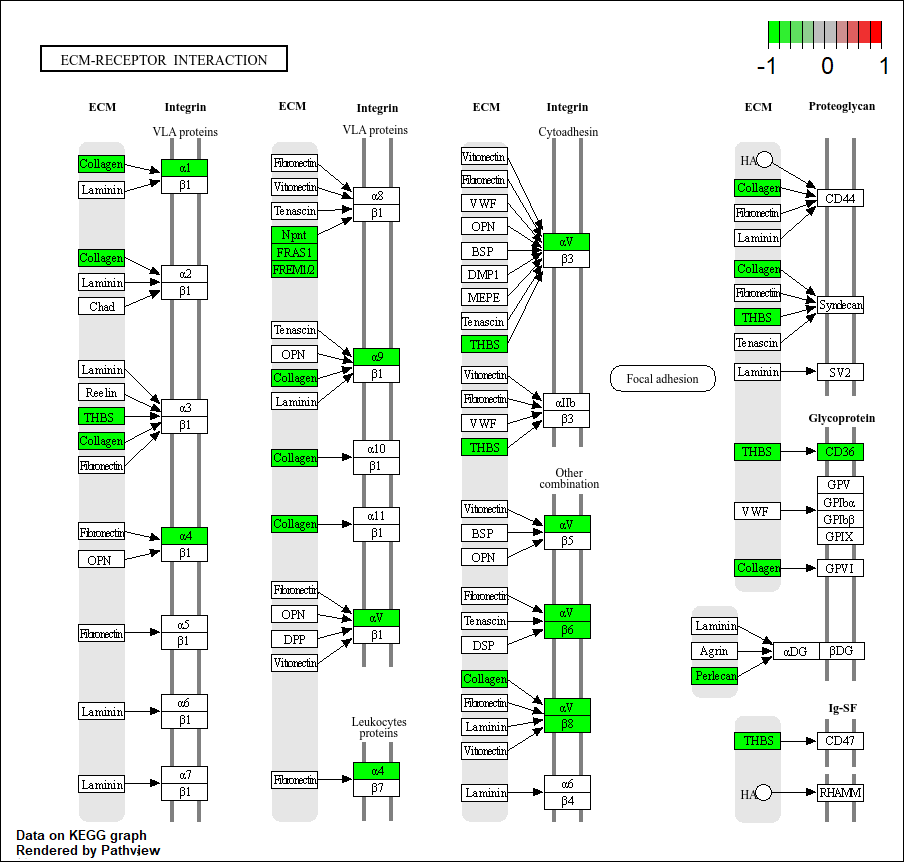 ECM-RECEPTOR INTERACTION
-1 0 1
ECM Integrin
VLA proteins
Collagen
Laminin
α1
β1
Collagen
Laminin
Chad
α2
β1
Laminin
Reelin
THBS
Collagen
Fibronectin
α3
β1
Fibronectin
OPN
α4
β1
Fibronectin
α5
β1
Laminin
α6
β1
Laminin
α7
β1
ECM Integrin
VLA proteins
Fibronectin
Vitronectin
Tenascin
Npnt
FRAS1
FREM1/2
α8
β1
Tenascin
OPN
Collagen
Laminin
α9
β1
Collagen
α10
β1
Collagen
α11
β1
Fibronectin
OPN
DPP
Vitronectin
αV
β1
Leukocytes
proteins
Fibronectin
α4
β7
ECM Integrin
Cytoadhesin
Vitronectin
Fibronectin
VWF
OPN
BSP
DMP1
MEPE
Tenascin
THBS
αV
β3
Vitronectin
Fibronectin
VWF
THBS
αIIb
β3
Other
combination
Vitronectin
BSP
OPN
αV
β5
Fibronectin
Tenascin
DSP
αV
β6
Collagen
Fibronectin
Laminin
Vitronectin
αV
β8
Laminin
α6
β4
Focal adhesion
ECM Proteoglycan
HA
Collagen
Fibronectin
Laminin
CD44
Collagen
Fibronectin
THBS
Tenascin
Syndecan
Laminin
SV2
Glycoprotein
THBS
CD36
VWF
GPV
GPIbα
GPIbβ
GPIX
Collagen
GPVI
Laminin
Agrin
Perlecan
αDG
βDG
Ig-SF
THBS
CD47
HA
RHAMM
Data on KEGG graph
Rendered by Pathview